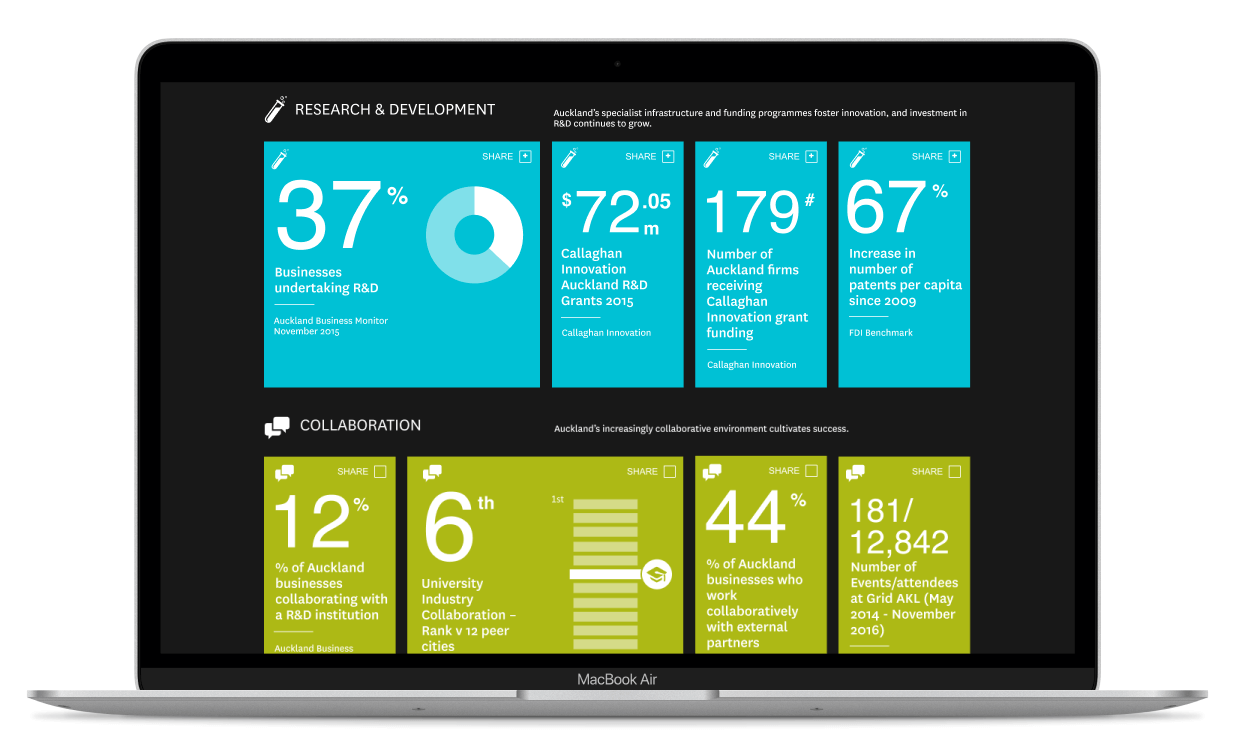 RESEARCH & DEVELOPMENT
Auckland's specialist infrastructure and funding programmes foster innovation, and investment in
R&D continues to grow.
SHARE +
37%
Businesses
undertaking R&D
Auckland Business Monitor
November 2015
SHARE +
$72.05
m
Callaghan
Innovation
Auckland R&D
Grants 2015
Callaghan Innovation
SHARE +
179#
Number of
Auckland firms
receiving
Callaghan
Innovation grant
funding
Callaghan Innovation
SHARE +
67%
Increase in
number of
patents per capita
since 2009
FDI Benchmark
COLLABORATION
Auckland's increasingly collaborative environment cultivates success.
SHARE
12%
% of Auckland
businesses
collaborating with
a R&D institution
Auckland Business
SHARE
6th
University
Industry
Collaboration –
Rank v 12 peer
cities
1st
SHARE
44%
% of Auckland
businesses who
work
collaboratively
with external
partners
SHARE
181/
12,842
Number of
Events/attendees
at Grid AKL (May
2014 - November
2016)
MacBook Air